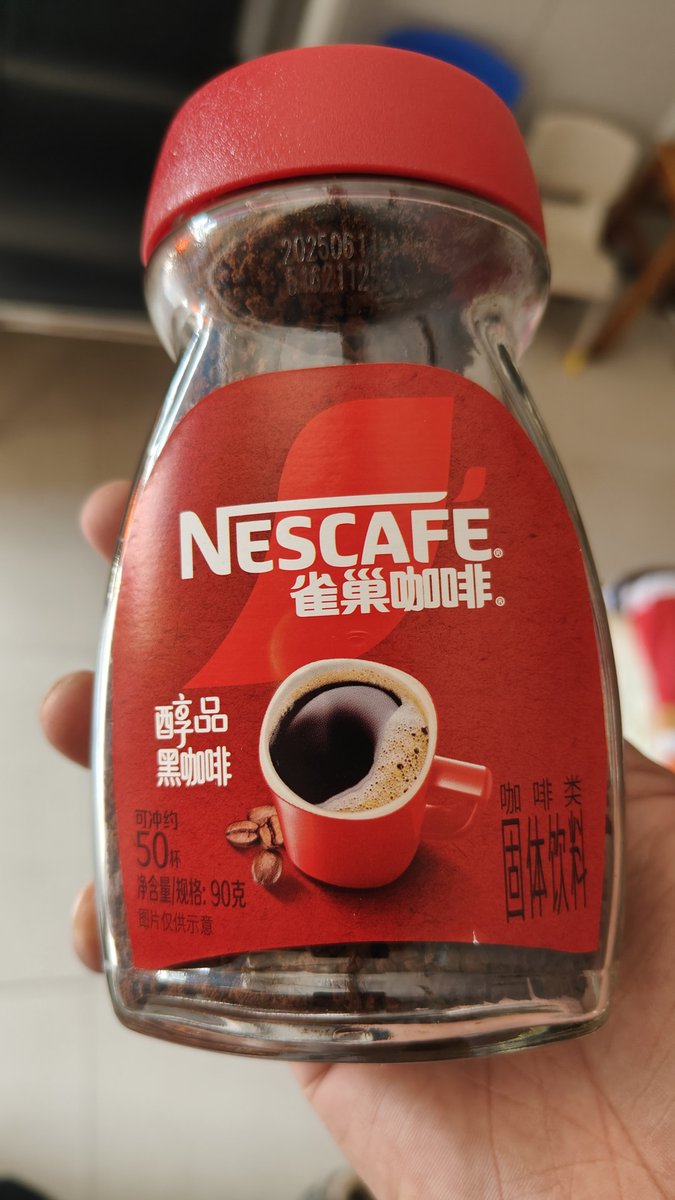 2025061
NESCAFÉ®
雀巢咖啡®
醇品
黑咖啡
可冲约
50杯
净含量/规格: 90克
图片仅供示意
咖啡类
固体饮料